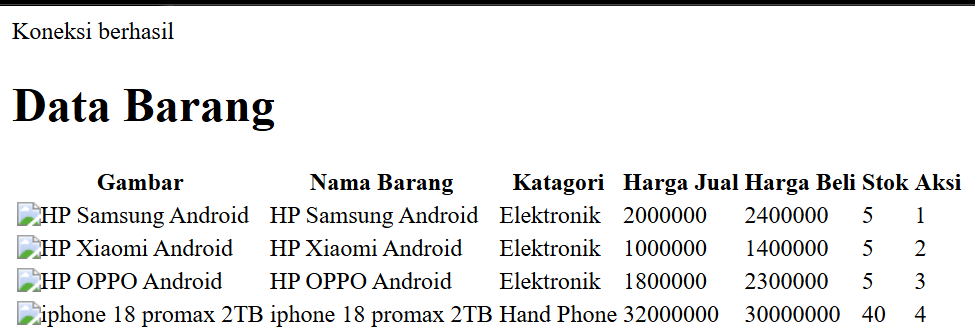 Koneksi berhasil
Data Barang
Gambar Nama Barang Katagori Harga Jual Harga Beli Stok Aksi
HP Samsung Android HP Samsung Android Elektronik 2000000 2400000 5 1
HP Xiaomi Android HP Xiaomi Android Elektronik 1000000 1400000 5 2
HP OPPO Android HP OPPO Android Elektronik 1800000 2300000 5 3
iphone 18 promax 2TB iphone 18 promax 2TB Hand Phone 32000000 30000000 40 4